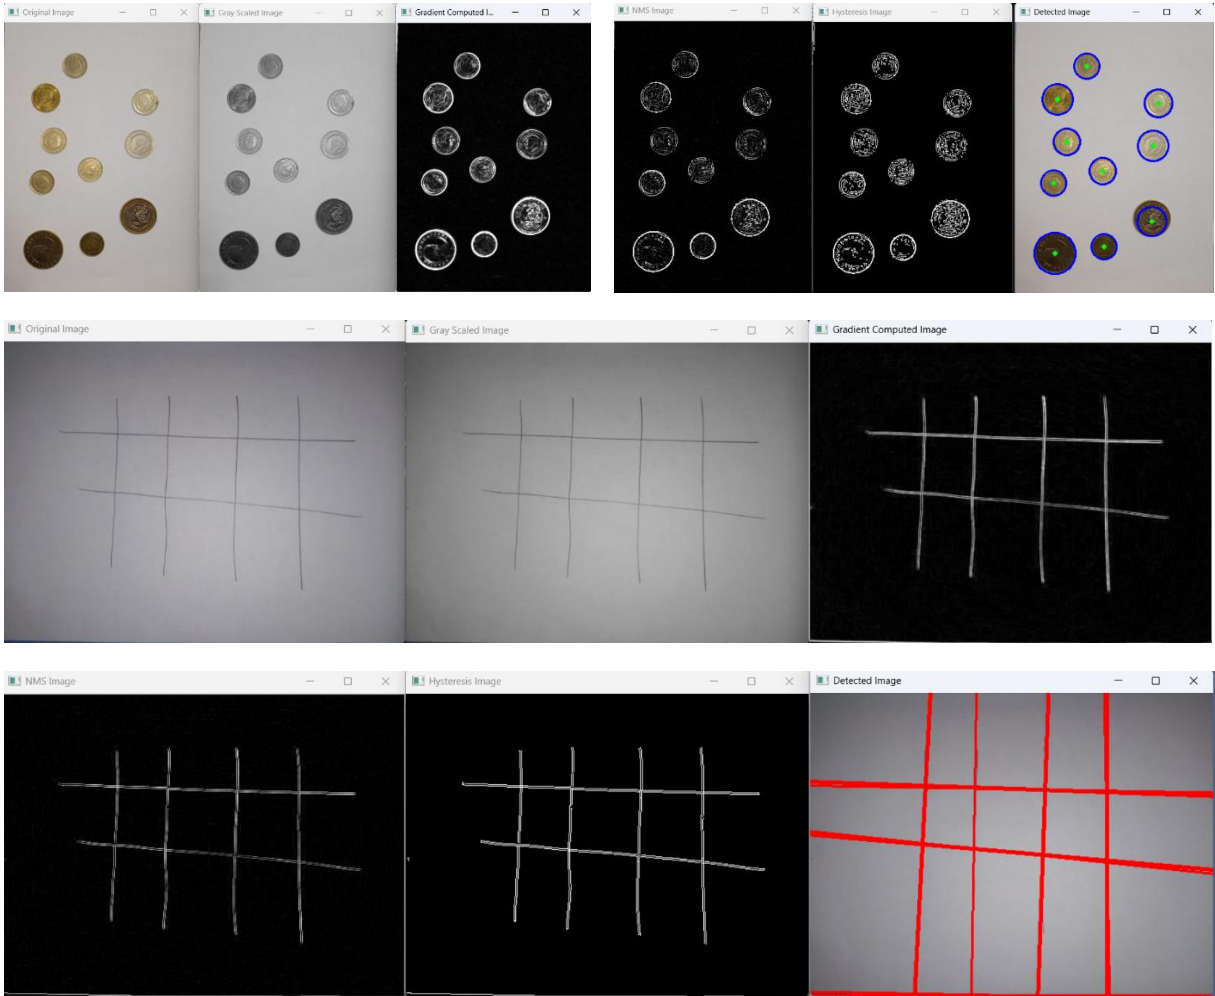 Original Image
Gray Scaled Image
Gradient Computed I...
NMS Image
Hysteresis Image
Detected Image
Original Image
Gray Scaled Image
Gradient Computed Image
NMS Image
Hysteresis Image
Detected Image